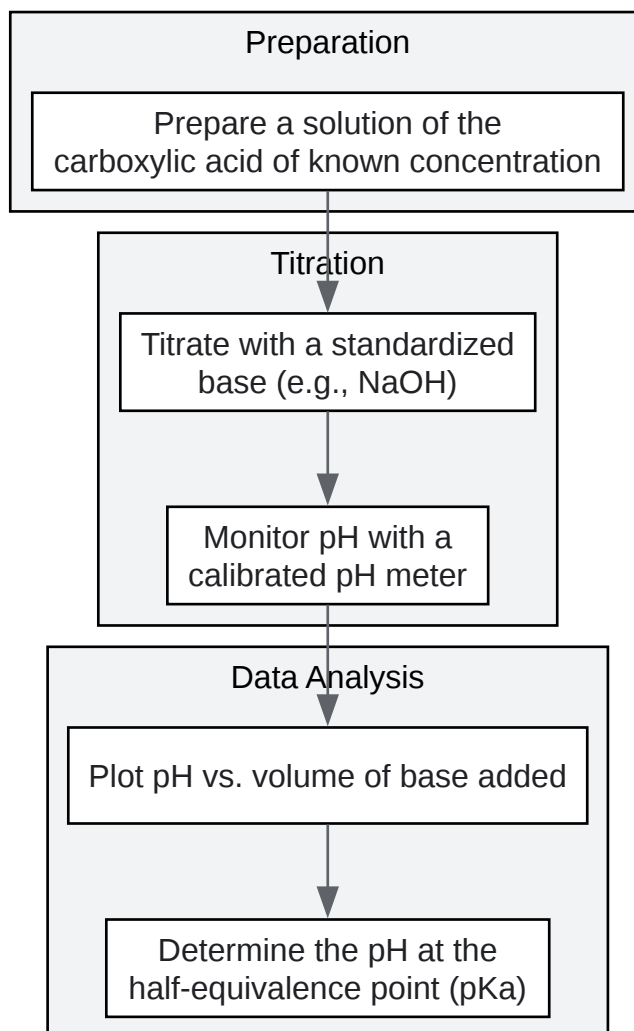 Preparation
Prepare a solution of the
carboxylic acid of known concentration
Titration
Titrate with a standardized
base (e.g., NaOH)
Monitor pH with a
calibrated pH meter
Data Analysis
Plot pH vs. volume of base added
Determine the pH at the
half-equivalence point (pKa)